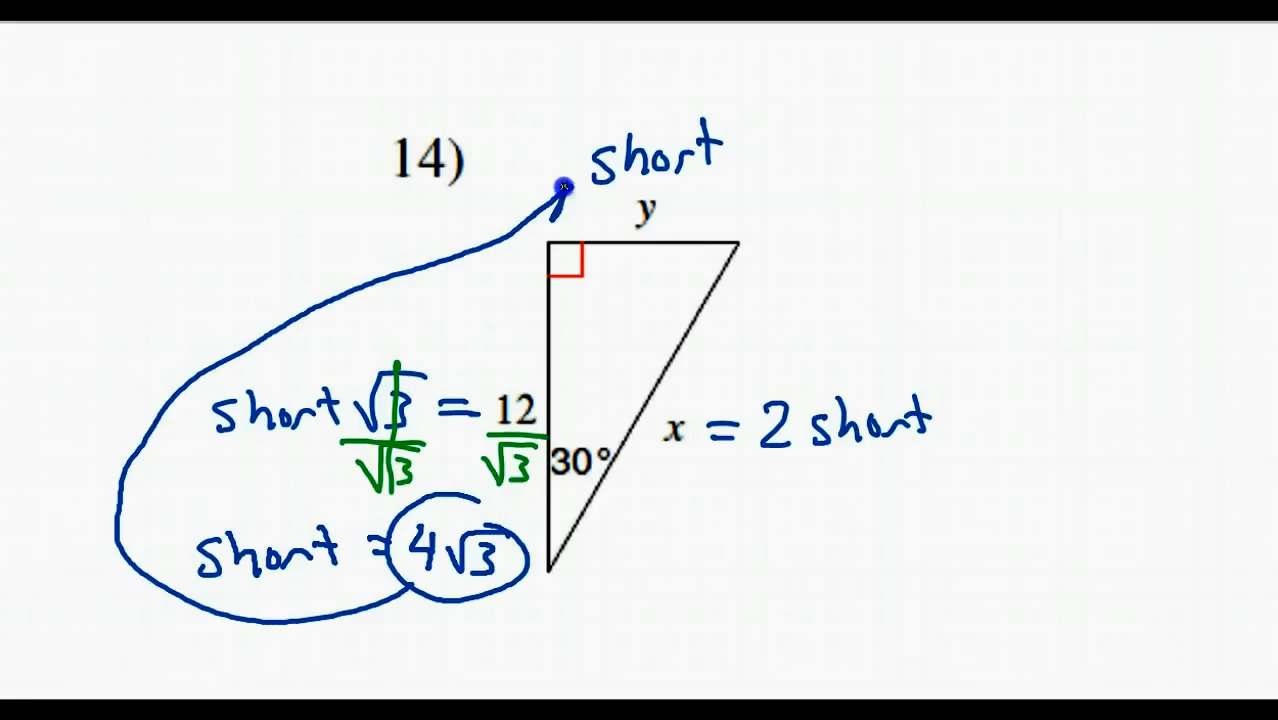 14)
short
y
short √3 = 12
√3 √3
30°
x = 2 short
short = 4√3